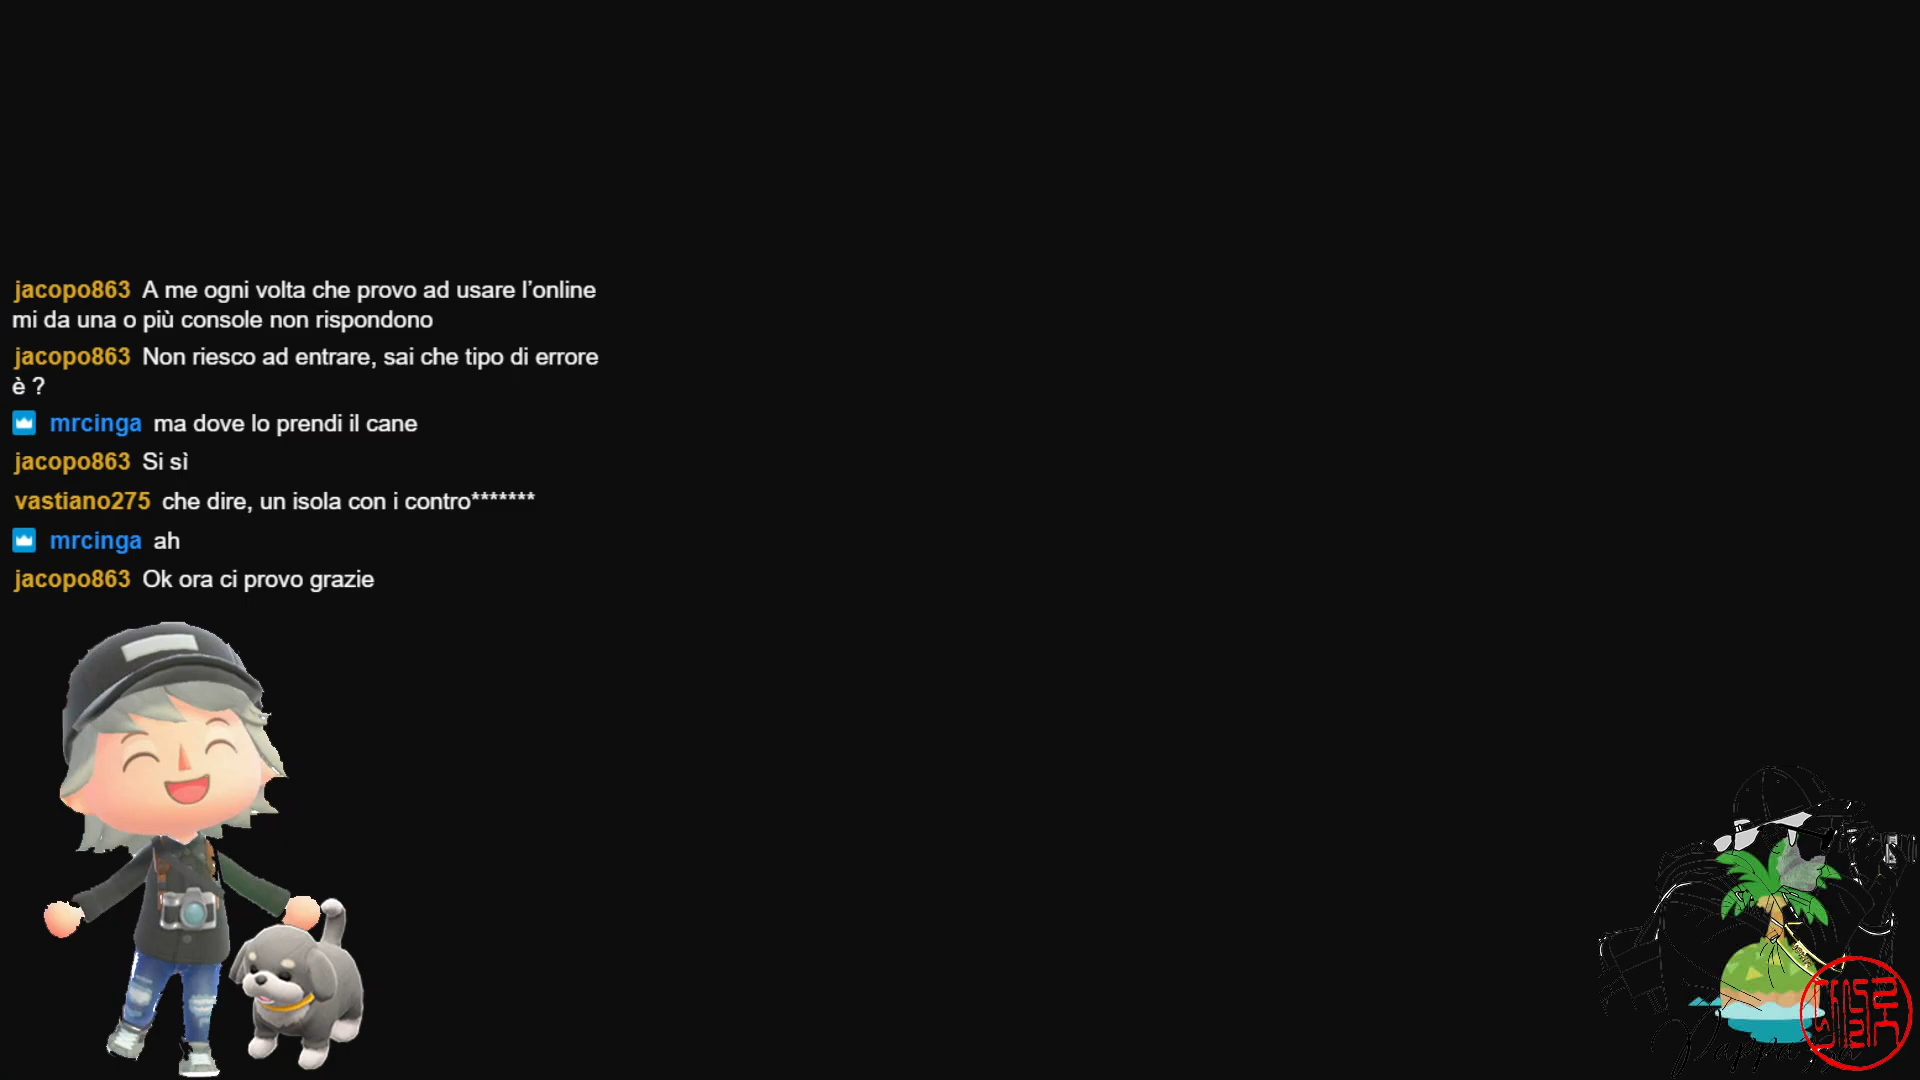 jacopo863 A me ogni volta che provo ad usare l’online
mi da una o più console non rispondono
jacopo863 Non riesco ad entrare, sai che tipo di errore
è ?
mrcinga ma dove lo prendi il cane
jacopo863 Si sì
vastiano275 che dire, un isola con i contro*******
mrcinga ah
jacopo863 Ok ora ci provo grazie